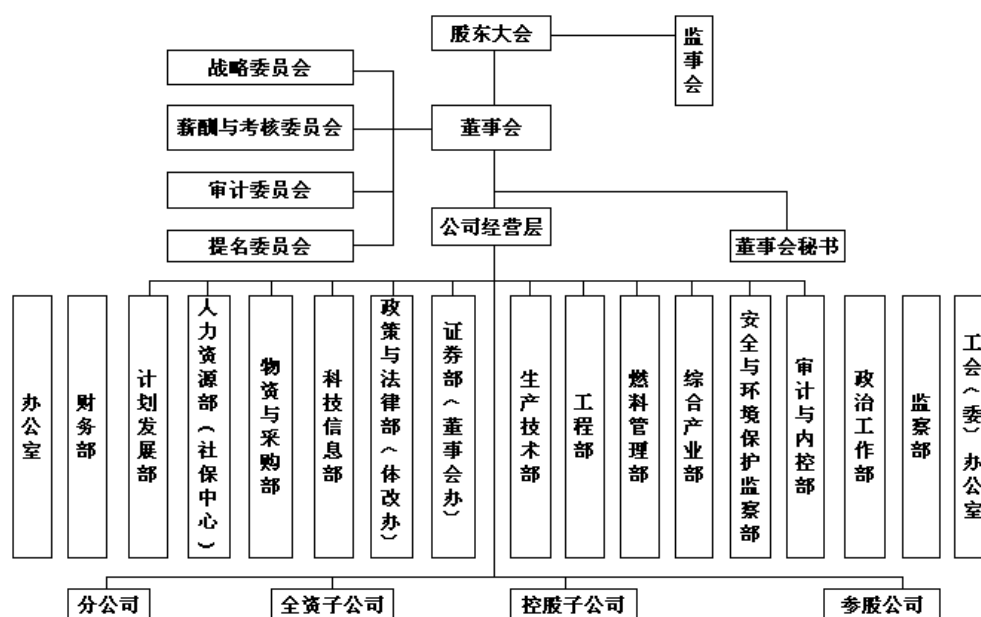 股东大会
监事会
战略委员会
薪酬与考核委员会
董事会
审计委员会
公司经营层
提名委员会
董事会秘书
办公室
财务部
计划发展部
人力资源部（社保中心）
物资与采购部
科技信息部
政策与法律部（体改办）
证券部（董事会办）
生产技术部
工程部
燃料管理部
综合产业部
安全与环境保护监察部
审计与内控部
政治工作部
监察部
工会（委）办公室
分公司
全资子公司
控股子公司
参股公司